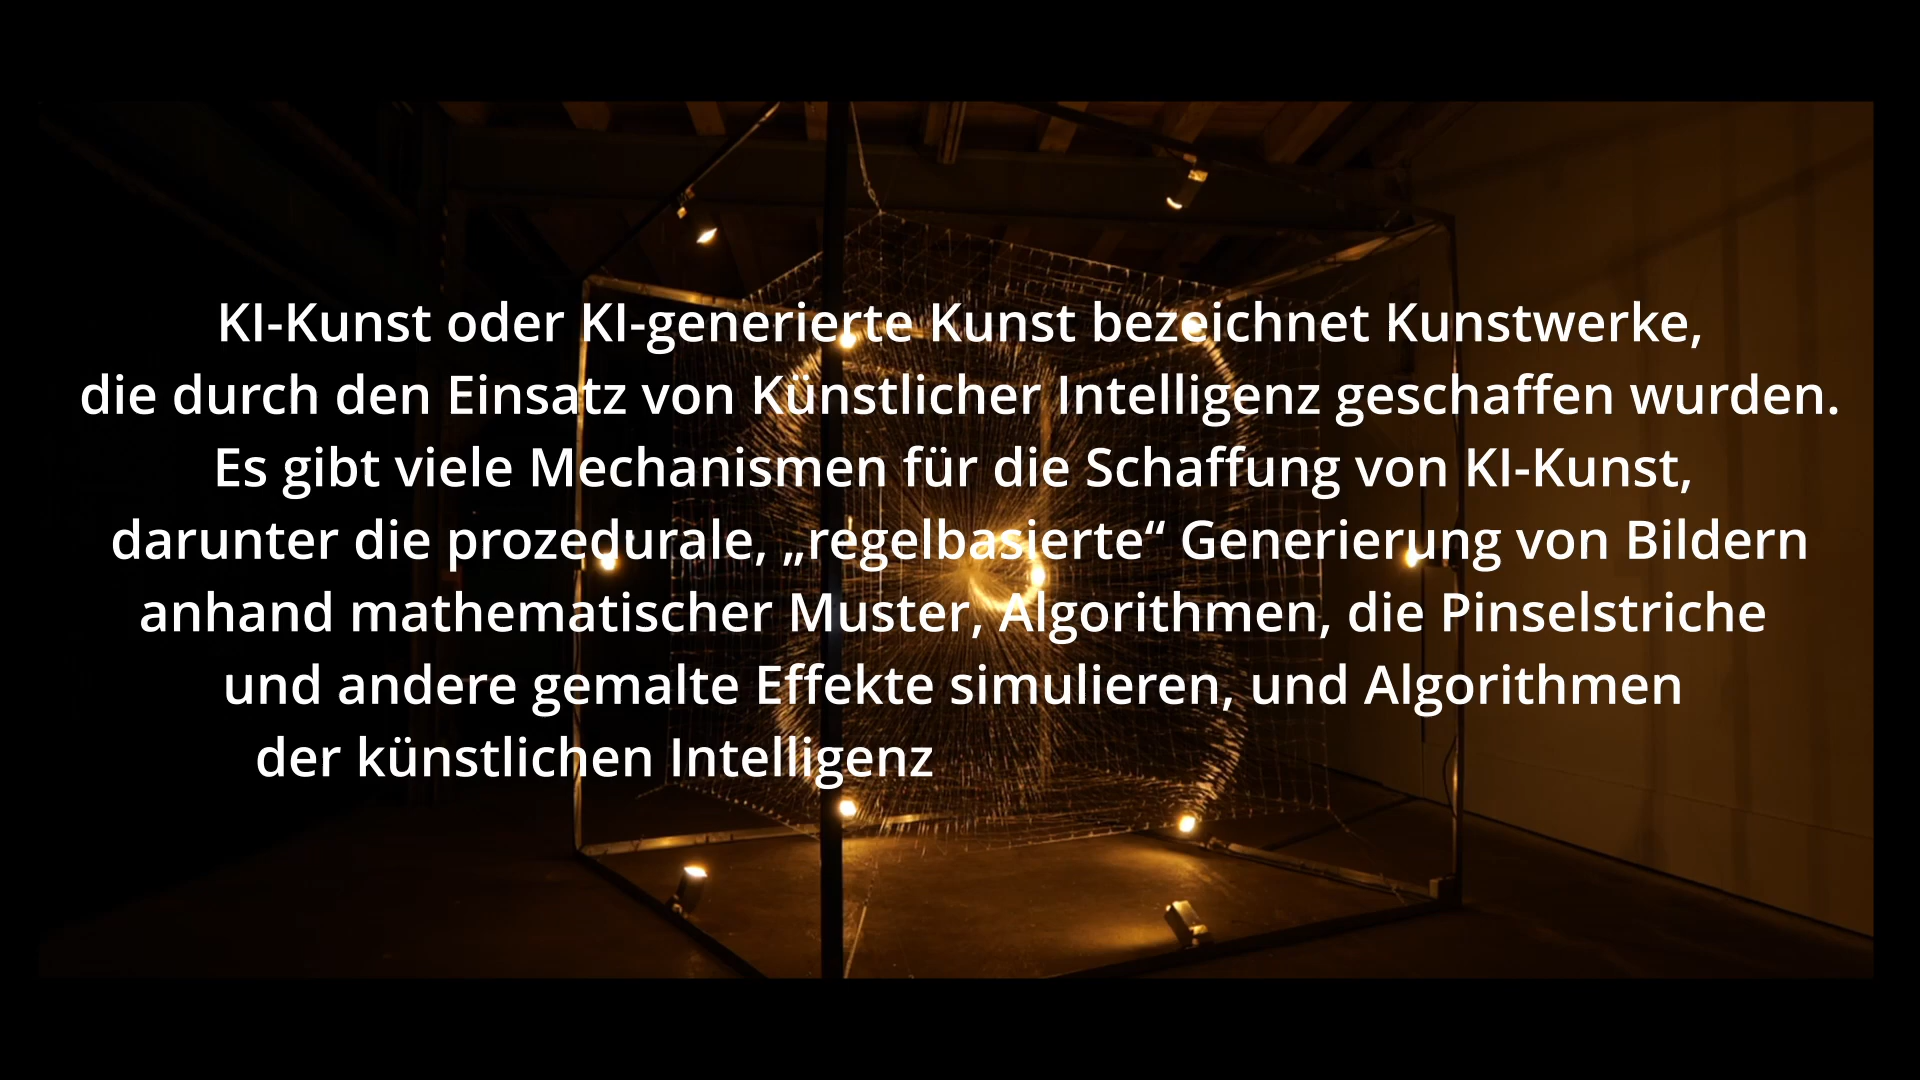 KI-Kunst oder KI-generierte Kunst bezeichnet Kunstwerke,
die durch den Einsatz von Künstlicher Intelligenz geschaffen wurden.
Es gibt viele Mechanismen für die Schaffung von KI-Kunst,
darunter die prozedurale, „regelbasierte“ Generierung von Bildern
anhand mathematischer Muster, Algorithmen, die Pinselstriche
und andere gemalte Effekte simulieren, und Algorithmen
der künstlichen Intelligenz